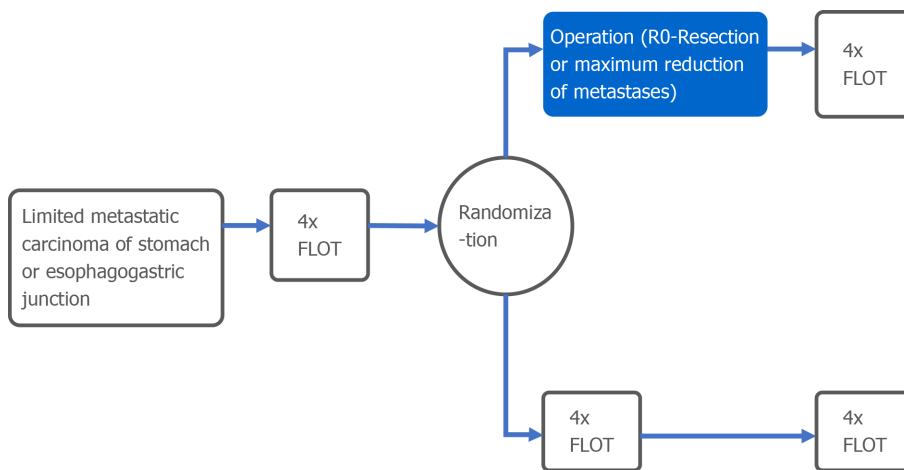 Operation (R0-Resection
or maximum reduction
of metastases)
4x
FLOT
Limited metastatic
carcinoma of stomach
or esophagogastric
junction
4x
FLOT
Randomiza
-tion
4x
FLOT
4x
FLOT